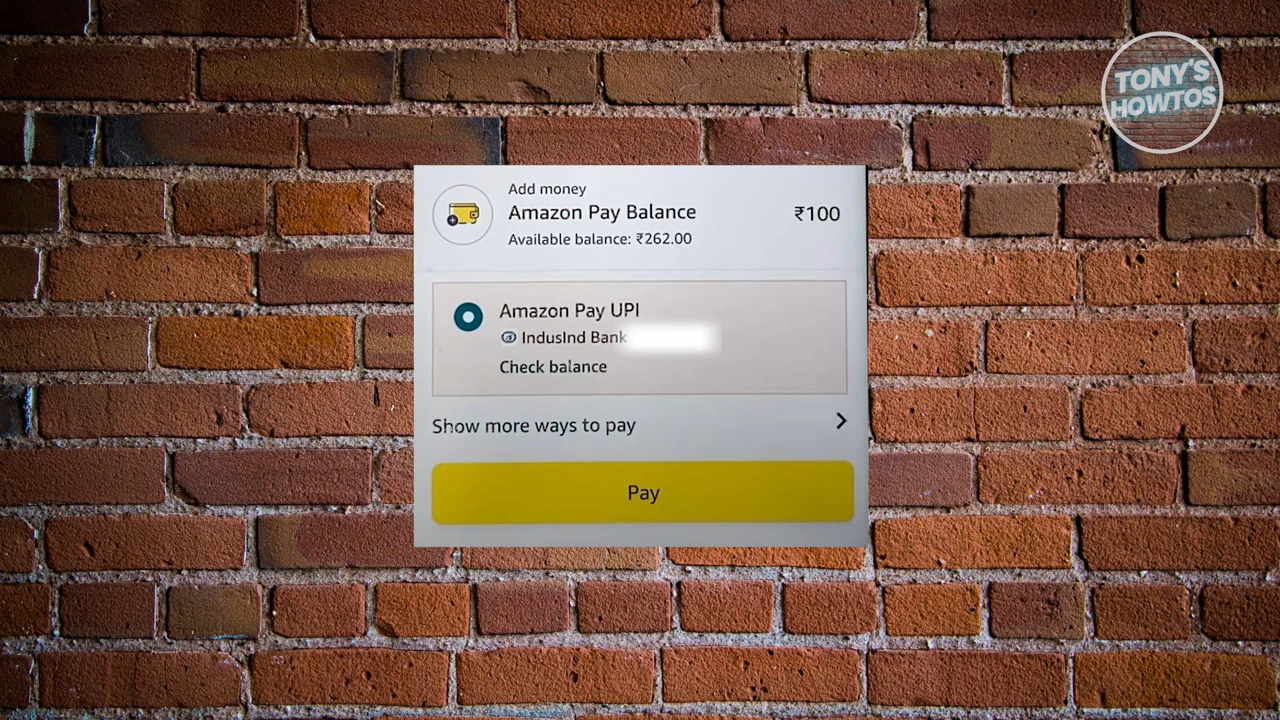 TONY'S
HOWTOS
Add money
Amazon Pay Balance
₹100
Available balance: ₹262.00
Amazon Pay UPI
IndusInd Bank
Check balance
Show more ways to pay
Pay